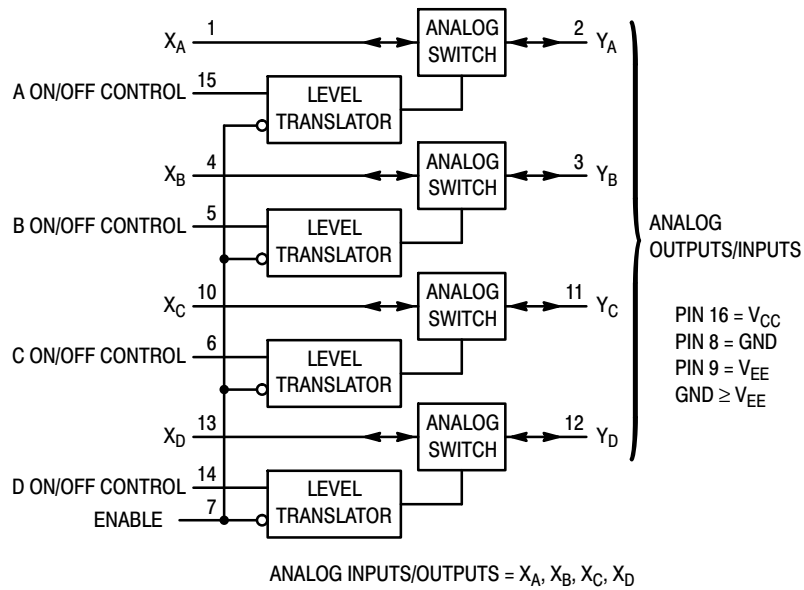 X_A 1 ANALOG SWITCH 2 Y_A
A ON/OFF CONTROL 15 LEVEL TRANSLATOR
X_B 4 ANALOG SWITCH 3 Y_B
B ON/OFF CONTROL 5 LEVEL TRANSLATOR
ANALOG OUTPUTS/INPUTS
X_C 10 ANALOG SWITCH 11 Y_C
C ON/OFF CONTROL 6 LEVEL TRANSLATOR
PIN 16 = V_CC
PIN 8 = GND
PIN 9 = V_EE
GND ≥ V_EE
X_D 13 ANALOG SWITCH 12 Y_D
D ON/OFF CONTROL 14 LEVEL TRANSLATOR
ENABLE 7
ANALOG INPUTS/OUTPUTS = X_A, X_B, X_C, X_D